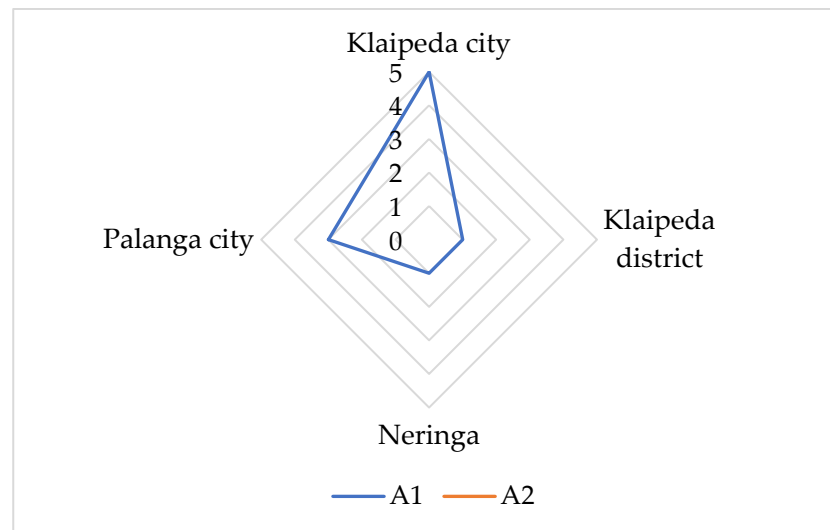 Klaipeda city
5
4
3
2
1
0
Palanga city
Klaipeda
district
Neringa
A1 A2